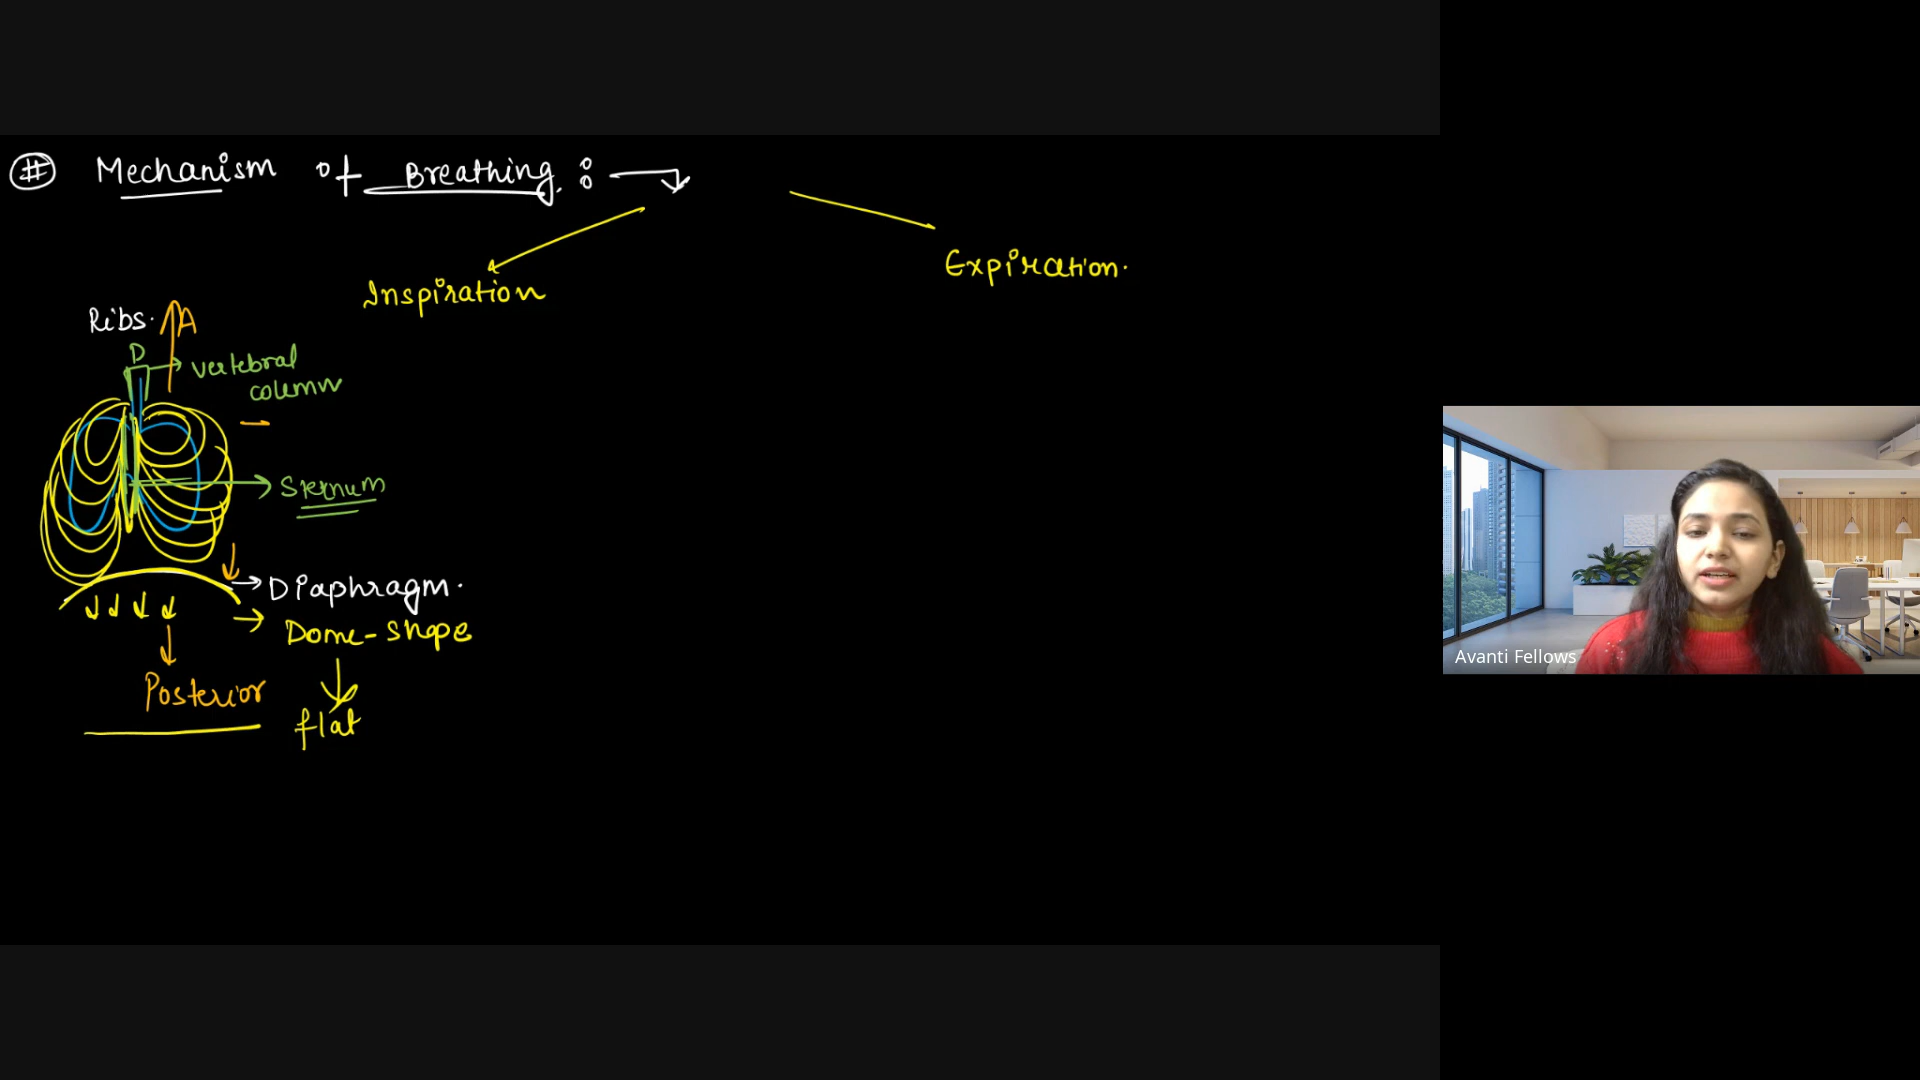 # Mechanism of Breathing :
Inspiration
Expiration.
Ribs. A
D
vertebral
column
Sternum
Diaphragm.
Dome-shape
Posterior
flat
Avanti Fellows